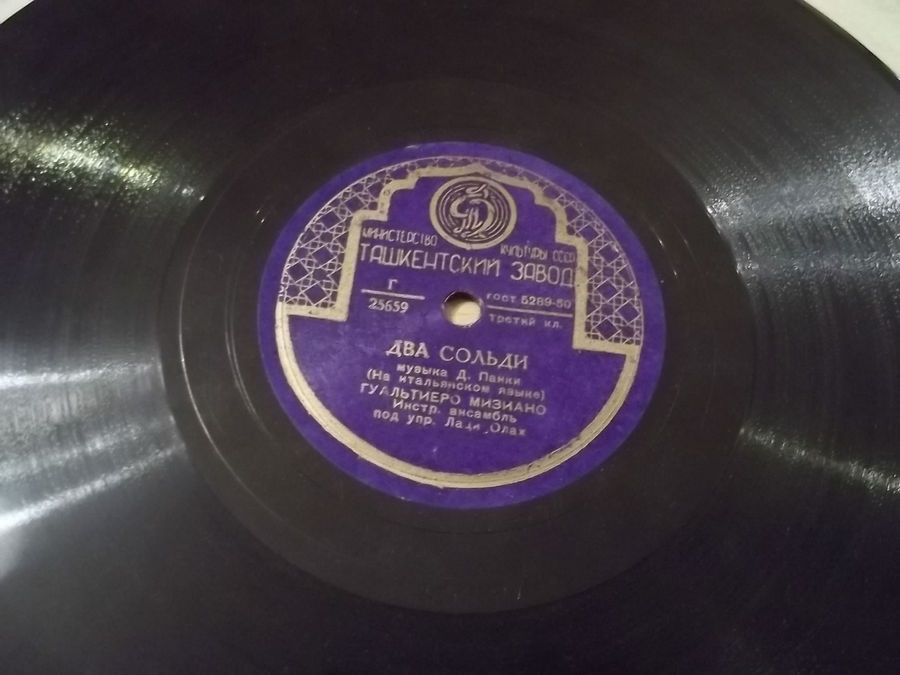 МИНИСТЕРСТВО КУЛЬТУРЫ СССР
ТАШКЕНТСКИЙ ЗАВОД
Г
25659
ГОСТ 5289-50
Третий кл.
ДВА СОЛЬДИ
музыка Д. Панки
(На итальянском языке)
ГУАЛЬТИЕРО МИЗИАНО
Инстр. ансамбль
под упр. Лади Олах